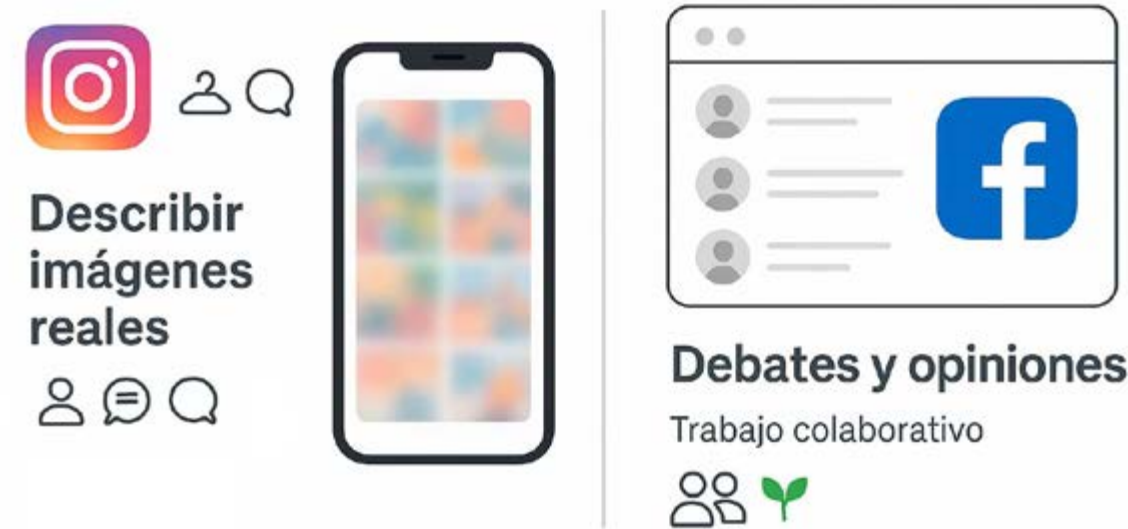 Describir
imágenes
reales
Debates y opiniones
Trabajo colaborativo